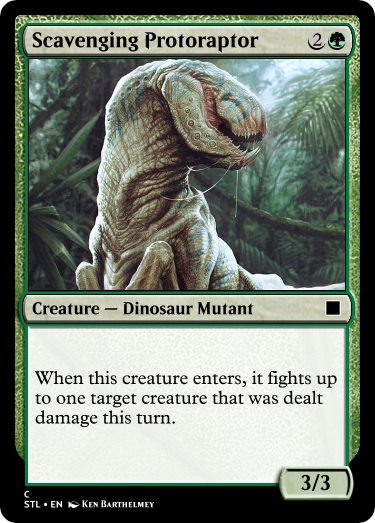 Scavenging Protoraptor 2
Creature — Dinosaur Mutant
When this creature enters, it fights up
to one target creature that was dealt
damage this turn.
3/3
C
STL • EN Ken Barthelmey